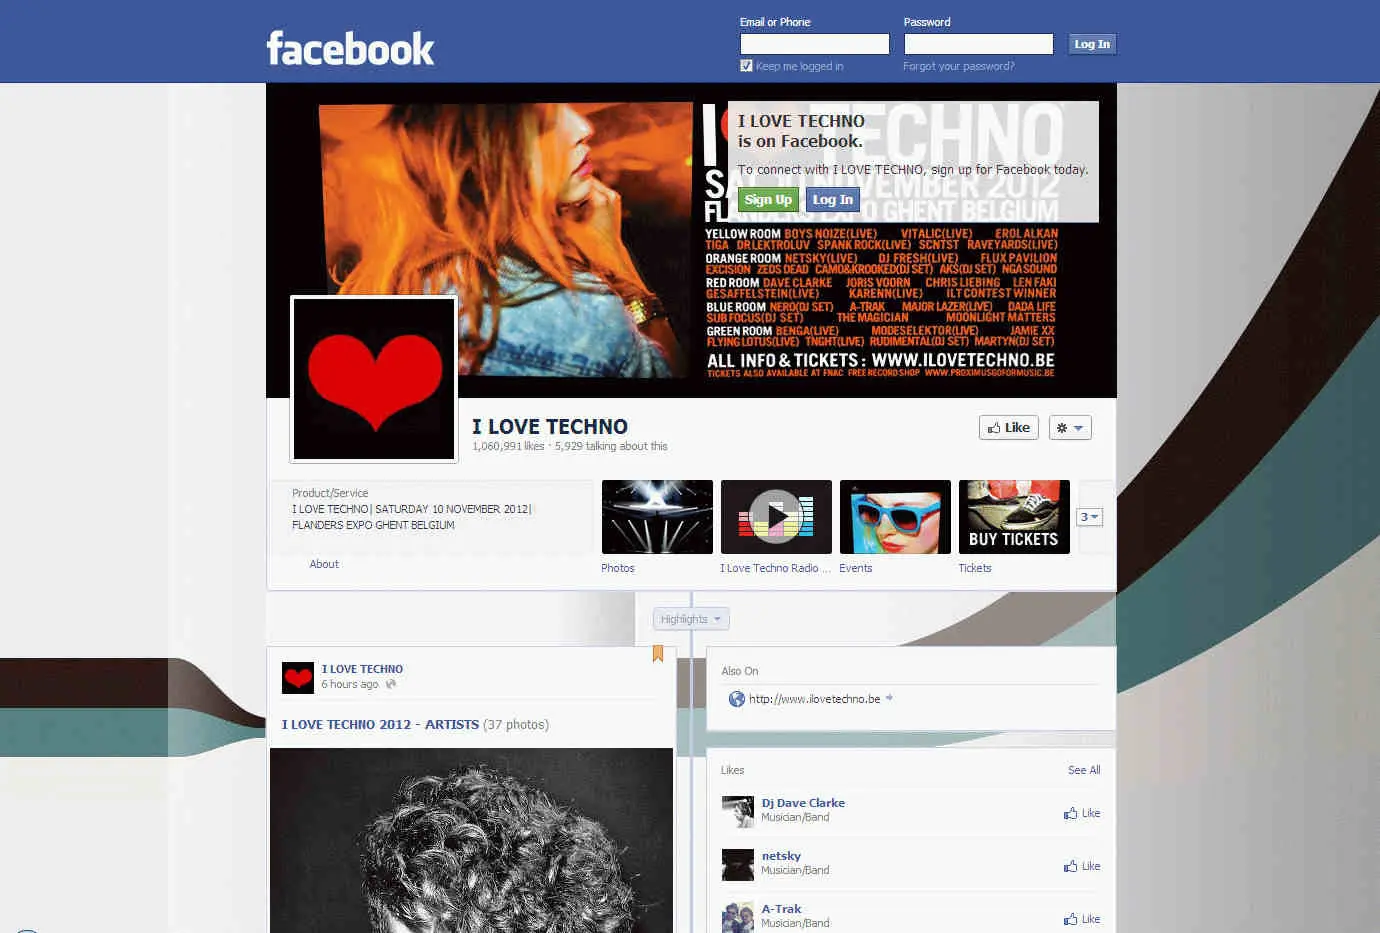 Email or Phone
Password
facebook
Log In
Keep me logged in
Forgot your password?
I TECHNO
I LOVE TECHNO
is on Facebook.
To connect with I LOVE TECHNO, sign up for Facebook today.
Sign Up Log In
SAT 10 NOVEMBER 2012
FLANDERS EXPO GHENT BELGIUM
YELLOW ROOM BOYS NOIZE(LIVE) VITALIC(LIVE) EROL ALKAN
TIGA DR LEKTROLUV SPANK ROCK(LIVE) SCNTST RAVEYARDS(LIVE)
ORANGE ROOM NETSKY(LIVE) DJ FRESH(LIVE) FLUX PAVILION
EXCISION ZEDS DEAD CAMO&KROOKED(DJ SET) AKS(DJ SET) NGASOUND
RED ROOM DAVE CLARKE JORIS VOORN CHRIS LIEBING LEN FAKI
GESAFFELSTEIN(LIVE) KARENN(LIVE) ILT CONTEST WINNER
BLUE ROOM NERO(DJ SET) A-TRAK MAJOR LAZER(LIVE) DADA LIFE
SUB FOCUS(DJ SET) THE MAGICIAN MOONLIGHT MATTERS
GREEN ROOM BENGA(LIVE) MODESELEKTOR(LIVE) JAMIE XX
FLYING LOTUS(LIVE) TNGHT(LIVE) RUDIMENTAL(DJ SET) MARTYN(DJ SET)
ALL INFO & TICKETS : WWW.ILOVETECHNO.BE
TICKETS ALSO AVAILABLE AT FNAC FREE RECORD SHOP WWW.PROXIMUSGOFORMUSIC.BE
I LOVE TECHNO
1,060,991 likes · 5,929 talking about this
Like
Product/Service
I LOVE TECHNO| SATURDAY 10 NOVEMBER 2012|
FLANDERS EXPO GHENT BELGIUM
About
BUY TICKETS
3
Photos
I Love Techno Radio ...
Events
Tickets
Highlights
I LOVE TECHNO
6 hours ago
I LOVE TECHNO 2012 - ARTISTS (37 photos)
Also On
http://www.ilovetechno.be
Likes
See All
Dj Dave Clarke
Musician/Band
Like
netsky
Musician/Band
Like
A-Trak
Musician/Band
Like